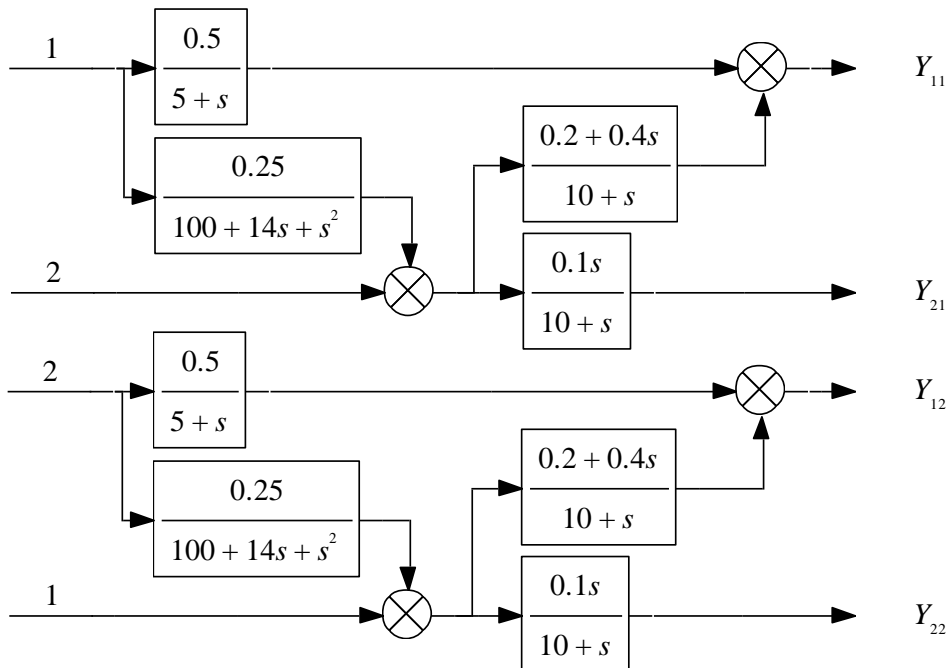 1
0.5
5 + s
Y₁₁
0.2 + 0.4s
10 + s
0.25
100 + 14s + s²
2
0.1s
10 + s
Y₂₁
2
0.5
5 + s
Y₁₂
0.2 + 0.4s
10 + s
0.25
100 + 14s + s²
1
0.1s
10 + s
Y₂₂